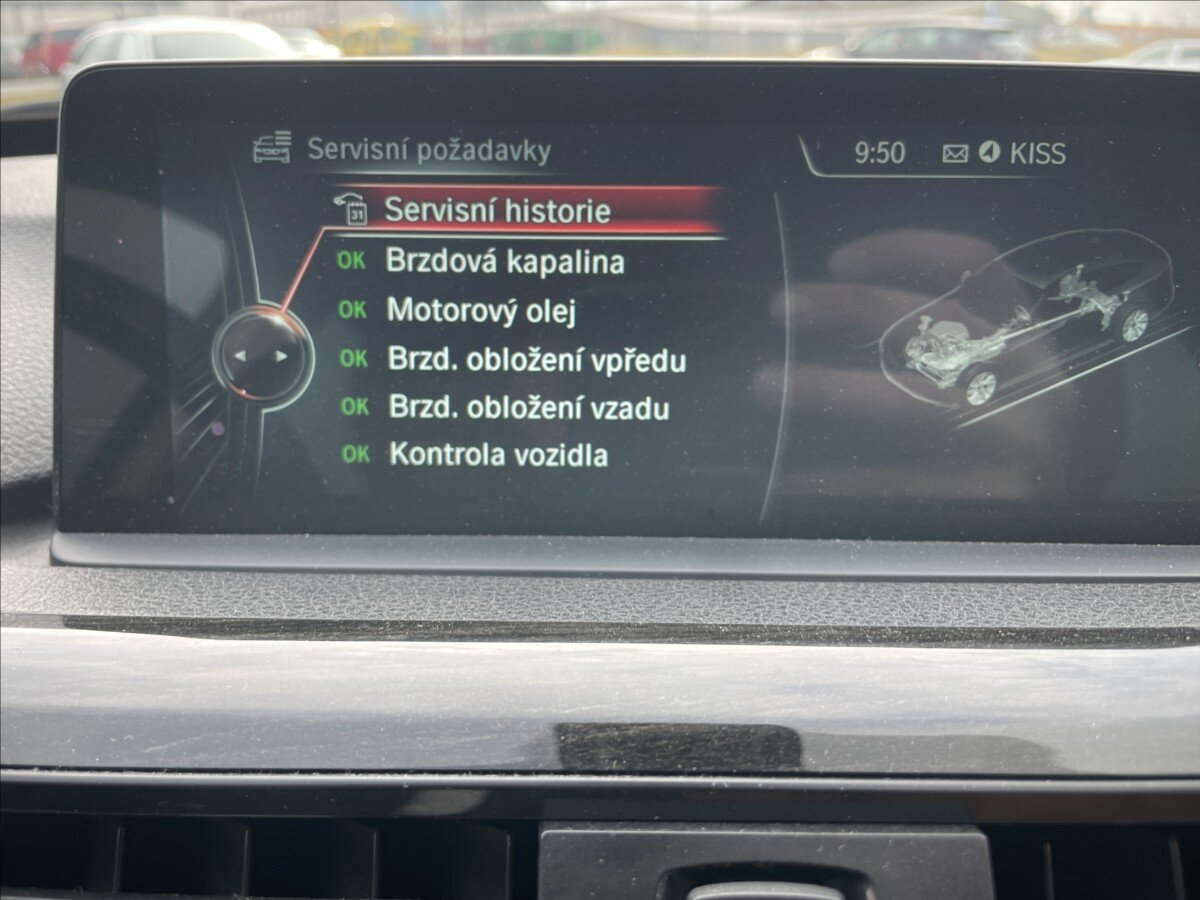 Servisní požadavky
9:50 KISS
31 Servisní historie
OK Brzdová kapalina
OK Motorový olej
OK Brzd. obložení vpředu
OK Brzd. obložení vzadu
OK Kontrola vozidla